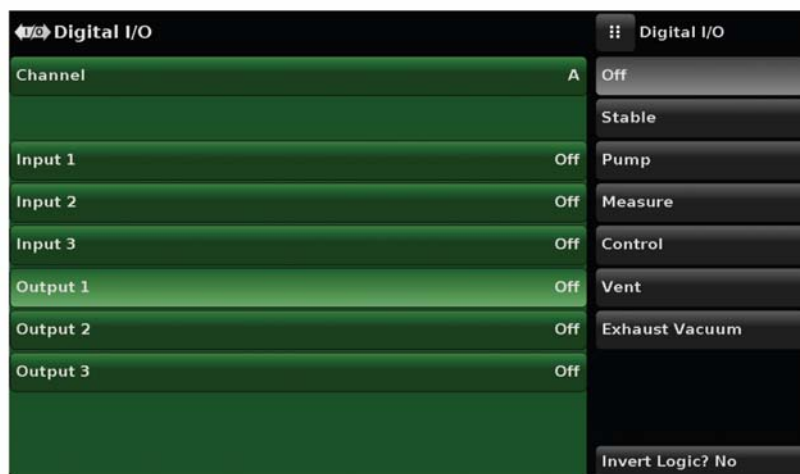 I/O Digital I/O
Channel A
Input 1 Off
Input 2 Off
Input 3 Off
Output 1 Off
Output 2 Off
Output 3 Off
Digital I/O
Off
Stable
Pump
Measure
Control
Vent
Exhaust Vacuum
Invert Logic? No